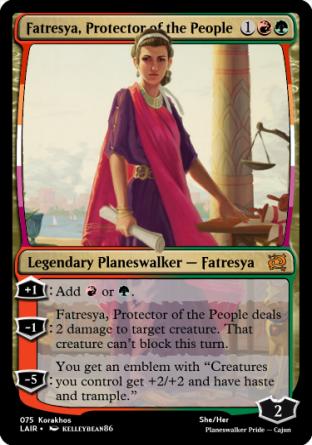 Fatresya, Protector of the People 1
Legendary Planeswalker — Fatresya
+1: Add or .
-1: Fatresya, Protector of the People deals
2 damage to target creature. That
creature can't block this turn.
-5: You get an emblem with “Creatures
you control get +2/+2 and have haste
and trample.”
2
075 Korakhos She/Her
LAIR • KELLEYBEAN86 Planeswalker Pride — Cajun